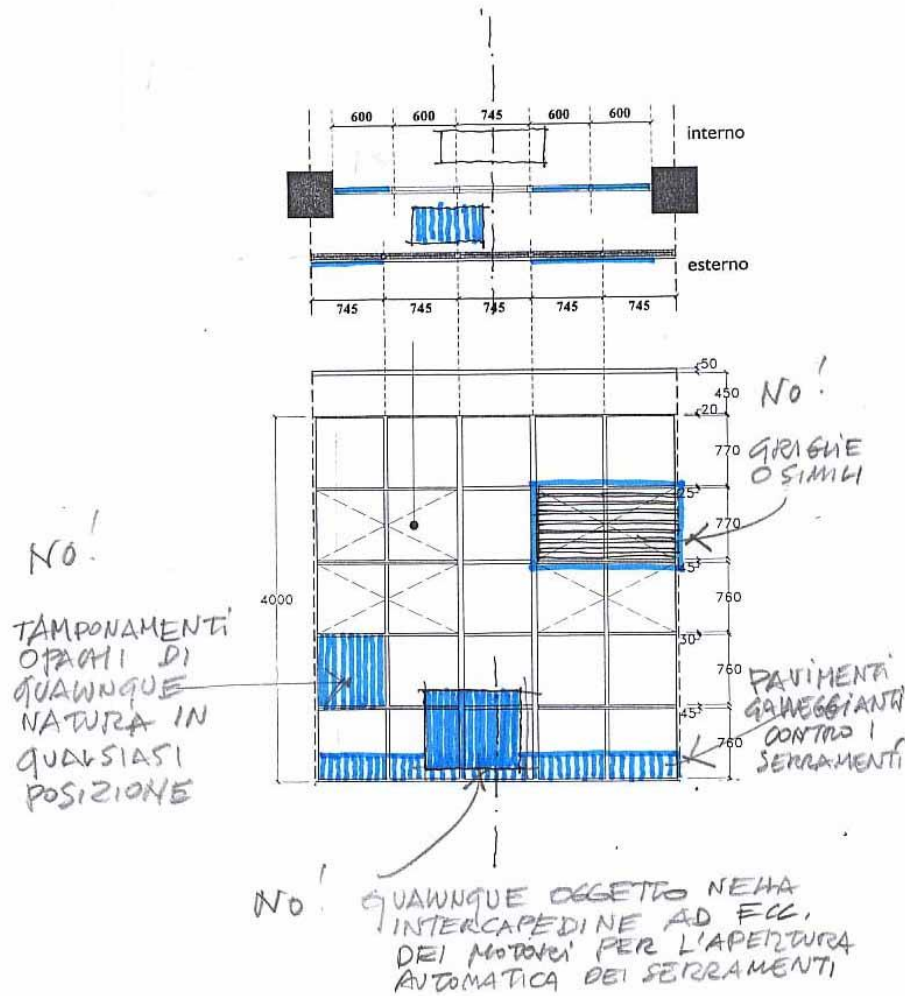 600 600 745 600 600
interno
esterno
745 745 745 745 745
50
450
20
770
25
770
15
760
30
760
45
760
4000
NO!
GRIGLIE
O SIMILI
NO!
TAMPONAMENTI
OPACHI DI
QUALUNQUE
NATURA IN
QUALSIASI
POSIZIONE
PAVIMENTI
GALLEGGIANTI
CONTRO I
SERRAMENTI
NO! QUALUNQUE OGGETTO NELLA
INTERCAPEDINE AD ECC.
DEI MOTORI PER L'APERTURA
AUTOMATICA DEI SERRAMENTI